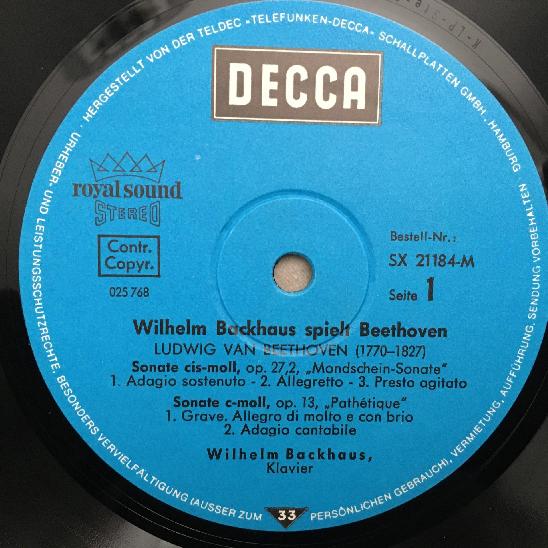 HERGESTELLT VON DER TELDEC »TELEFUNKEN-DECCA« SCHALLPLATTEN GMBH., HAMBURG
URHEBER- UND LEISTUNGSSCHUTZRECHTE, BESONDERS VERVIELFÄLTIGUNG (AUSSER ZUM PERSÖNLICHEN GEBRAUCH), VERMIETUNG, AUFFÜHRUNG, SENDUNG VORBEHALTEN
DECCA
royal sound
STEREO
Contr.
Copyr.
025 768
Bestell-Nr.:
SX 21184-M
Seite 1
Wilhelm Backhaus spielt Beethoven
LUDWIG VAN BEETHOVEN (1770–1827)
Sonate cis-moll, op. 27,2, „Mondschein-Sonate"
1. Adagio sostenuto - 2. Allegretto - 3. Presto agitato
Sonate c-moll, op. 13, „Pathétique"
1. Grave, Allegro di molto e con brio
2. Adagio cantabile
Wilhelm Backhaus,
Klavier
33